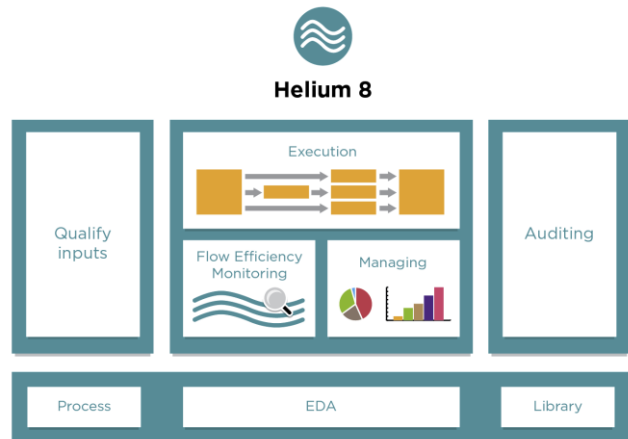 Helium 8
Qualify
inputs
Execution
Flow Efficiency
Monitoring
Managing
Auditing
Process
EDA
Library